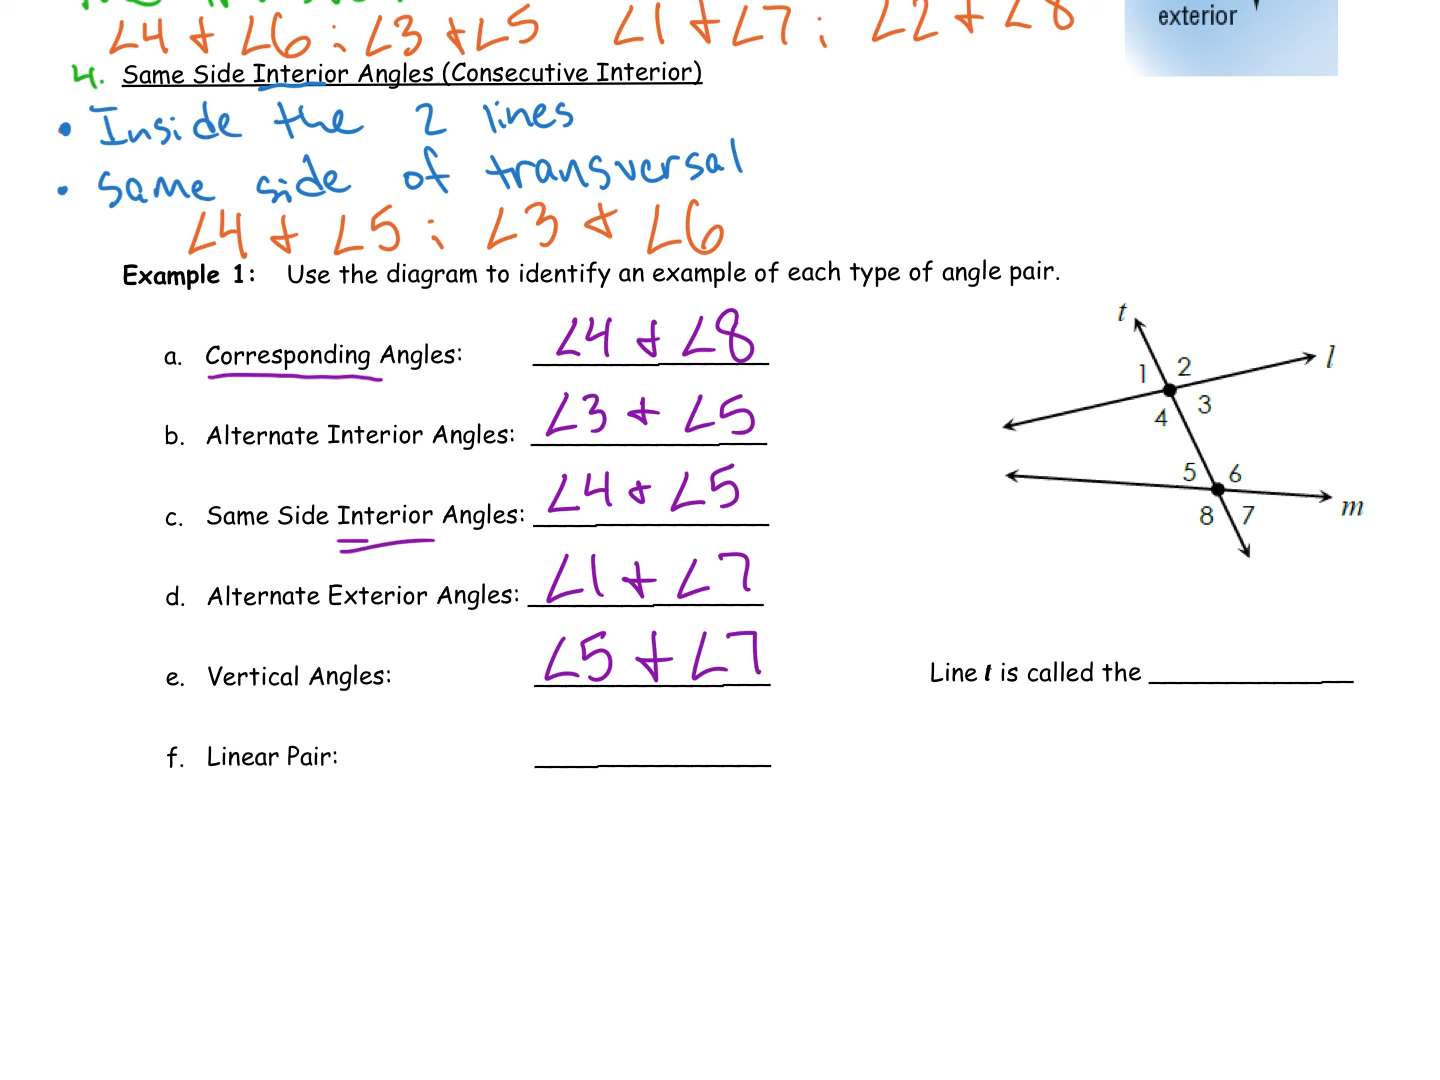 ∠4 + ∠6 ; ∠3 + ∠5 ∠1 + ∠7 ; ∠2 + ∠8
exterior
4. Same Side Interior Angles (Consecutive Interior)
• Inside the 2 lines
• Same side of transversal
∠4 + ∠5 ; ∠3 + ∠6
Example 1: Use the diagram to identify an example of each type of angle pair.
a. Corresponding Angles: ∠4 + ∠8
b. Alternate Interior Angles: ∠3 + ∠5
c. Same Side Interior Angles: ∠4 + ∠5
d. Alternate Exterior Angles: ∠1 + ∠7
e. Vertical Angles: ∠5 + ∠7
f. Linear Pair:
t
1 2 l
4 3
5 6
8 7 m
Line t is called the